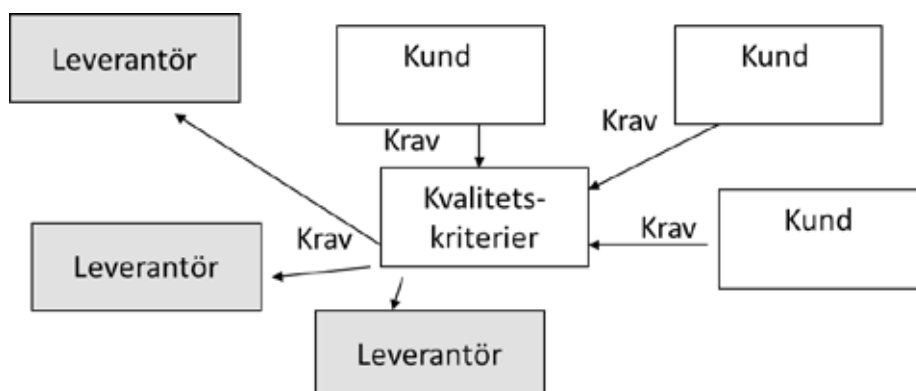 Leverantör
Kund
Kund
Krav
Krav
Kvalitets-
kriterier
Krav
Kund
Leverantör
Krav
Leverantör